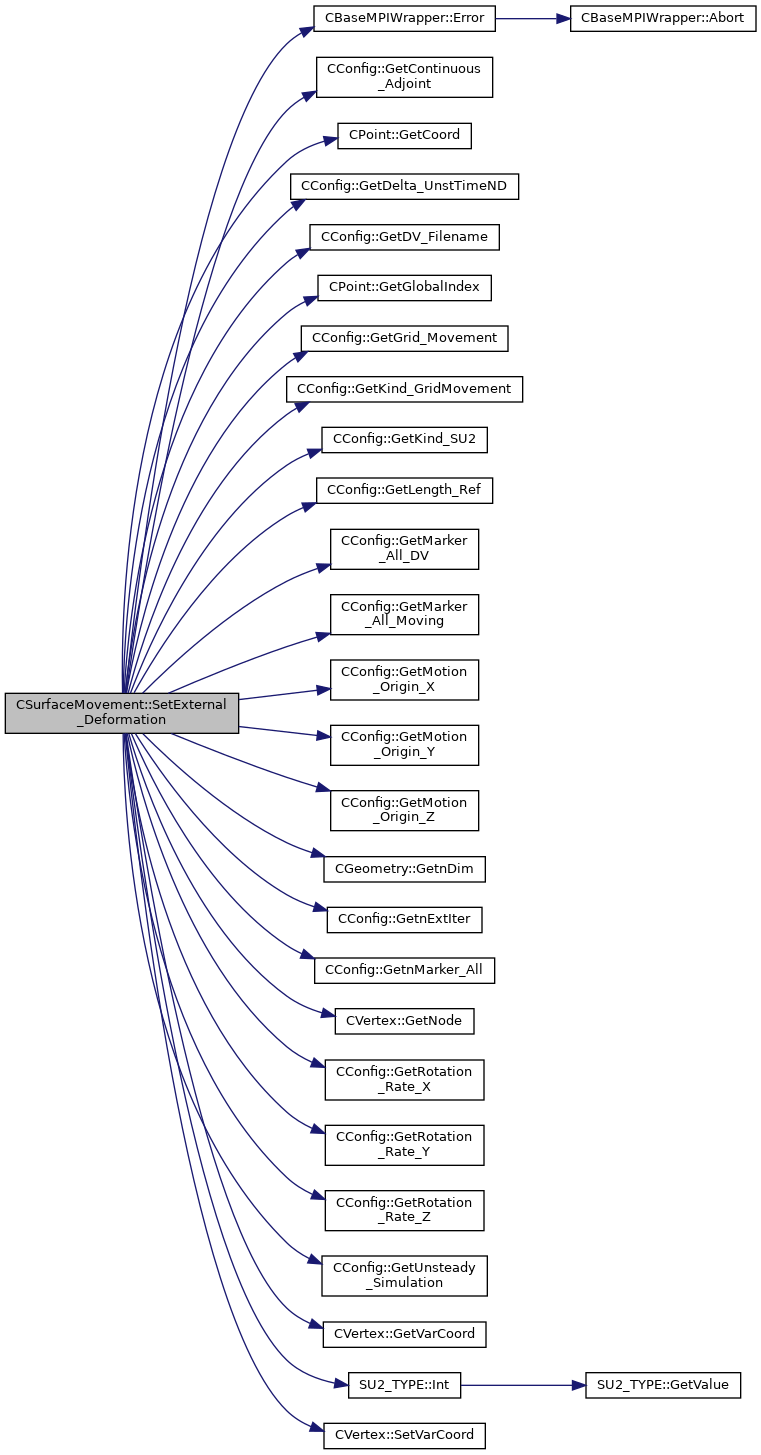 CBaseMPIWrapper::Error
CBaseMPIWrapper::Abort
CConfig::GetContinuous
_Adjoint
CPoint::GetCoord
CConfig::GetDelta_UnstTimeND
CConfig::GetDV_Filename
CPoint::GetGlobalIndex
CConfig::GetGrid_Movement
CConfig::GetKind_GridMovement
CConfig::GetKind_SU2
CConfig::GetLength_Ref
CConfig::GetMarker
_All_DV
CConfig::GetMarker
_All_Moving
CConfig::GetMotion
_Origin_X
CSurfaceMovement::SetExternal
_Deformation
CConfig::GetMotion
_Origin_Y
CConfig::GetMotion
_Origin_Z
CGeometry::GetnDim
CConfig::GetnExtIter
CConfig::GetnMarker_All
CVertex::GetNode
CConfig::GetRotation
_Rate_X
CConfig::GetRotation
_Rate_Y
CConfig::GetRotation
_Rate_Z
CConfig::GetUnsteady
_Simulation
CVertex::GetVarCoord
SU2_TYPE::Int
SU2_TYPE::GetValue
CVertex::SetVarCoord